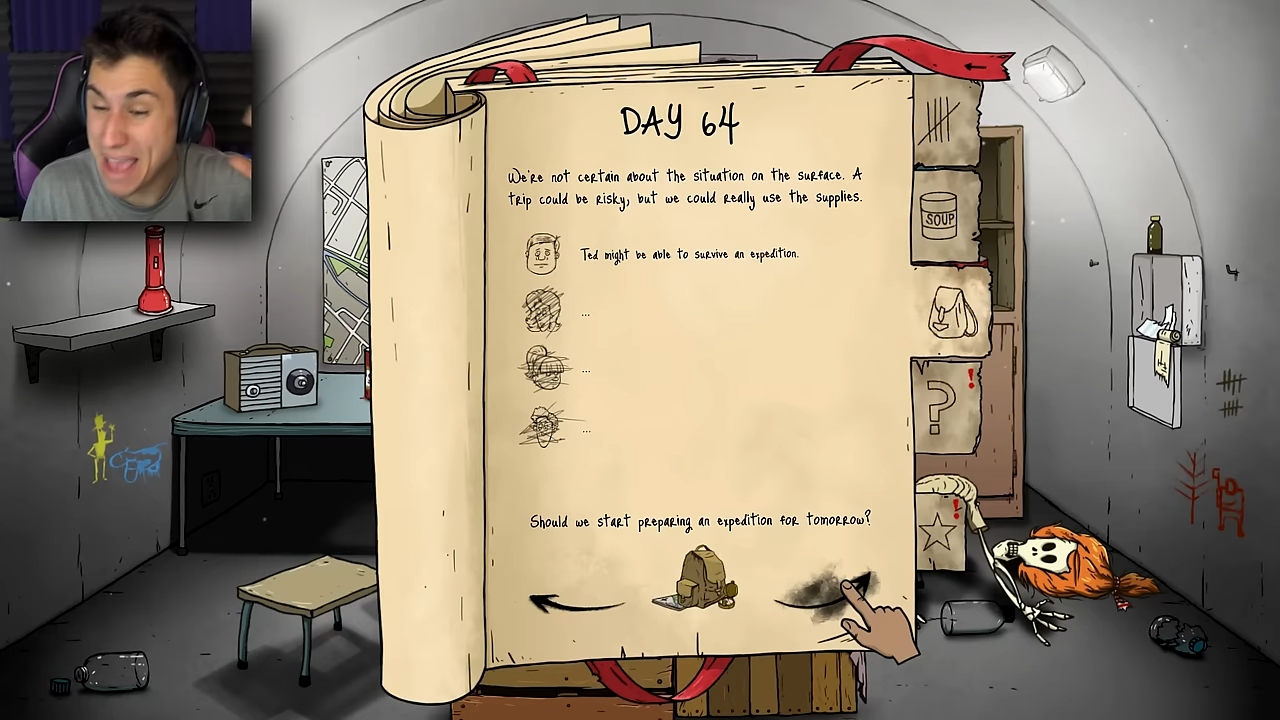 DAY 64
We're not certain about the situation on the surface. A
trip could be risky, but we could really use the supplies.
Ted might be able to survive an expedition.
...
...
...
Should we start preparing an expedition for tomorrow?
SOUP
?
!
!